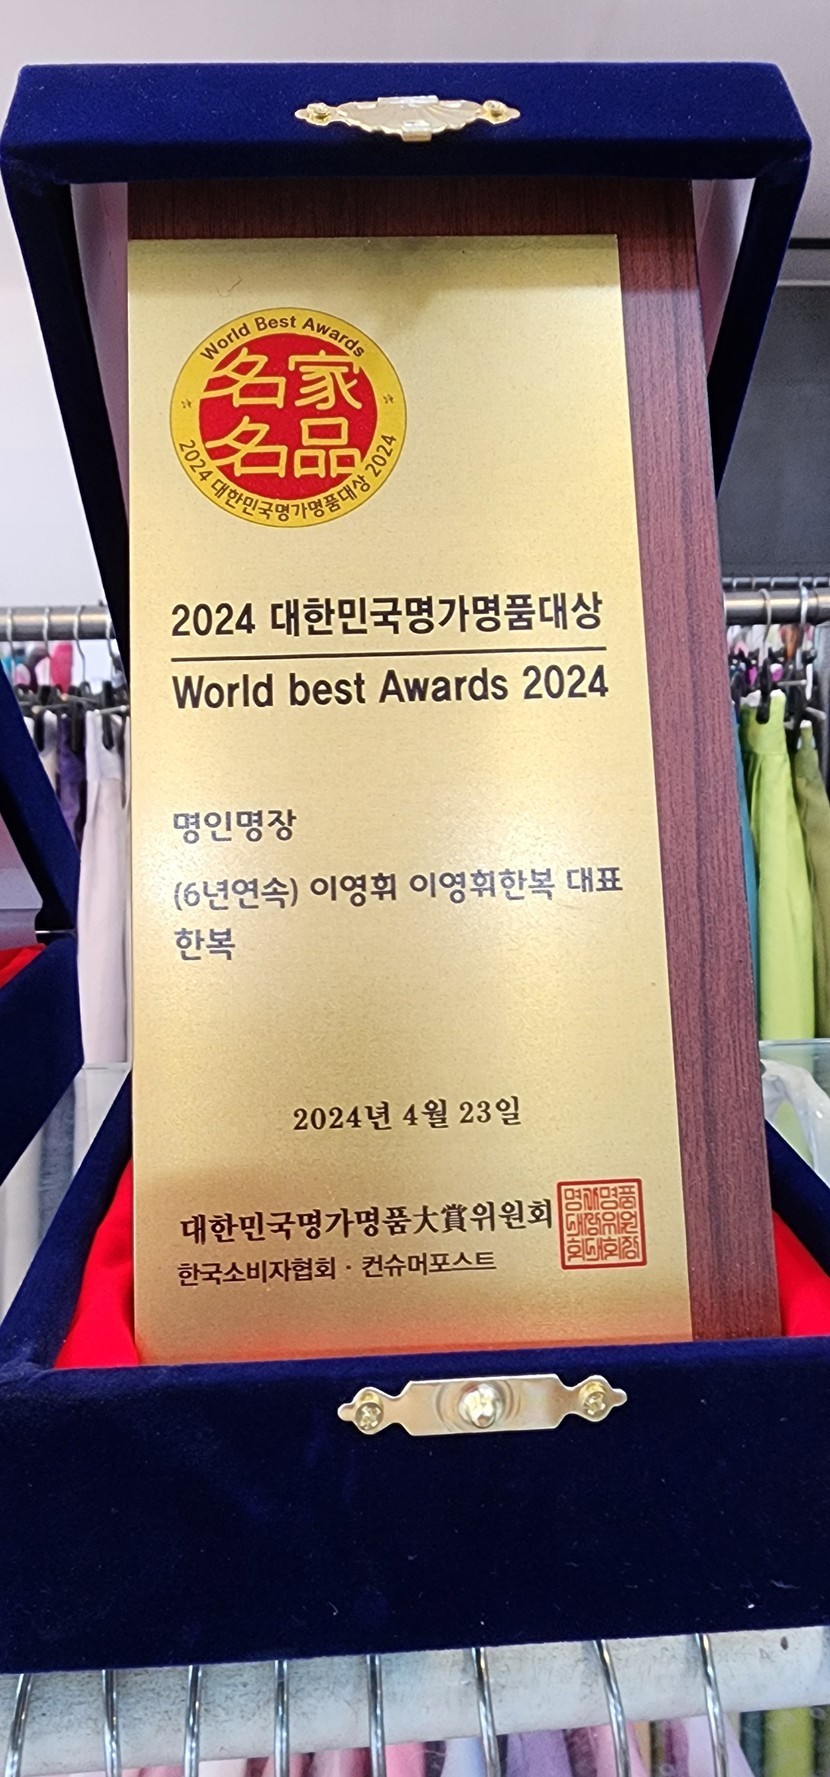 World Best Awards
名家
名品
2024 대한민국명가명품대상 2024
2024 대한민국명가명품대상
World best Awards 2024
명인명장
(6년연속) 이영휘 이영휘한복 대표
한복
2024년 4월 23일
대한민국명가명품大賞위원회
한국소비자협회 · 컨슈머포스트